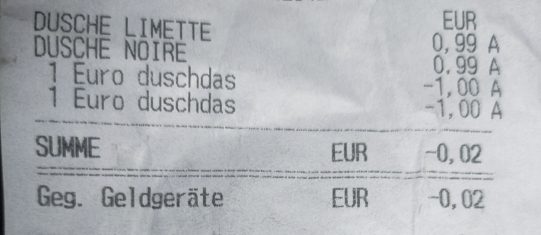 EUR
DUSCHE LIMETTE 0,99 A
DUSCHE NOIRE 0,99 A
1 Euro duschdas -1,00 A
1 Euro duschdas -1,00 A
SUMME EUR -0,02
Geg. Geldgeräte EUR -0,02